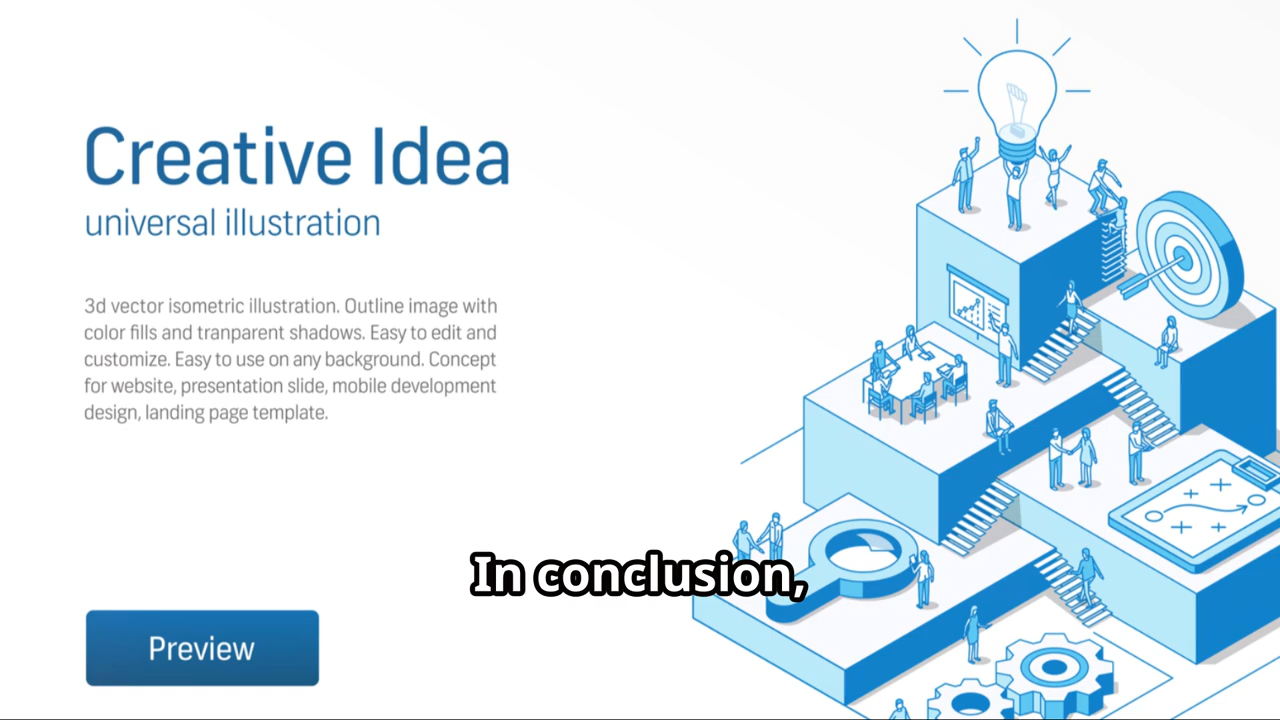 Creative Idea
universal illustration
3d vector isometric illustration. Outline image with
color fills and tranparent shadows. Easy to edit and
customize. Easy to use on any background. Concept
for website, presentation slide, mobile development
design, landing page template.
In conclusion,
Preview